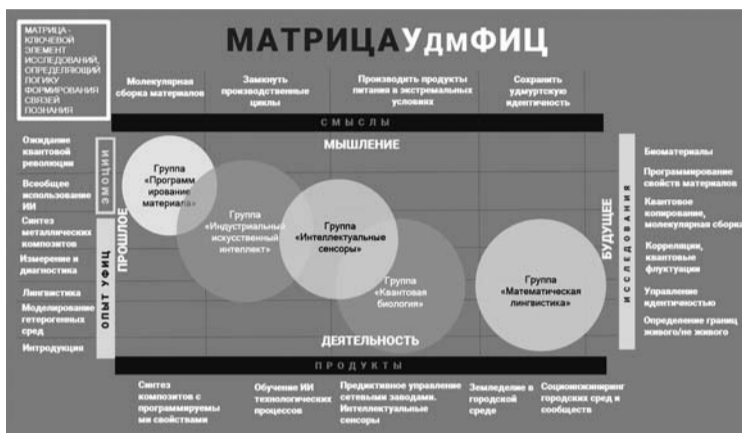 МАТРИЦА -
КЛЮЧЕВОЙ
ЭЛЕМЕНТ
ИССЛЕДОВАНИЙ,
ОПРЕДЕЛЯЮЩИЙ
ЛОГИКУ
ФОРМИРОВАНИЯ
СВЯЗЕЙ
ПОЗНАНИЯ
МАТРИЦАУдмФИЦ
Молекулярная
сборка материалов
Замкнуть
производственные
циклы
Производить продукты
питания в экстремальных
условиях
Сохранить
удмуртскую
идентичность
СМЫСЛЫ
МЫШЛЕНИЕ
Ожидание
квантовой
революции
Всеобщее
использование
ИИ
Синтез
металлических
композитов
Измерение и
диагностика
Лингвистика
Моделирование
гетерогенных
сред
Интродукция
ЭМОЦИИ
ОПЫТ УФИЦ
ПРОШЛОЕ
Группа
«Программ
ирование
материала»
Группа
«Индустриальный
искусственный
интеллект»
Группа
«Интеллектуальные
сенсоры»
Группа
«Квантовая
биология»
Группа
«Математическая
лингвистика»
БУДУЩЕЕ
ИССЛЕДОВАНИЯ
Биоматериалы
Программирование
свойств материалов
Квантовое
копирование,
молекулярная сборка
Корреляции,
квантовые
флуктуации
Управление
идентичностью
Определение границ
живого/не живого
ДЕЯТЕЛЬНОСТЬ
ПРОДУКТЫ
Синтез
композитов с
программируемы
ми свойствами
Обучение ИИ
технологических
процессов
Предиктивное управление
сетевыми заводами.
Интеллектуальные
сенсоры
Земледелие в
городской
среде
Социоинжиниринг
городских сред и
сообществ